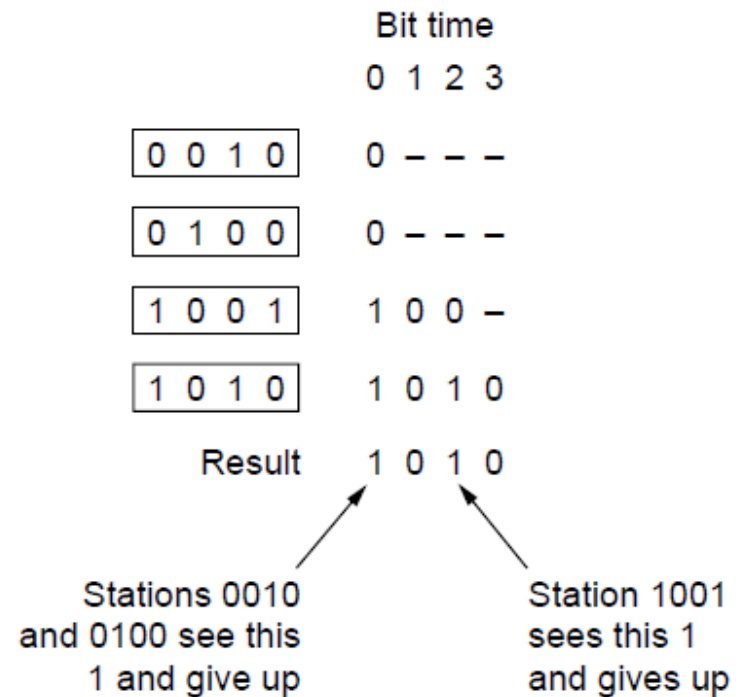 Bit time
0 1 2 3
0 0 1 0 0 – – –
0 1 0 0 0 – – –
1 0 0 1 1 0 0 –
1 0 1 0 1 0 1 0
Result 1 0 1 0
Stations 0010
and 0100 see this
1 and give up
Station 1001
sees this 1
and gives up